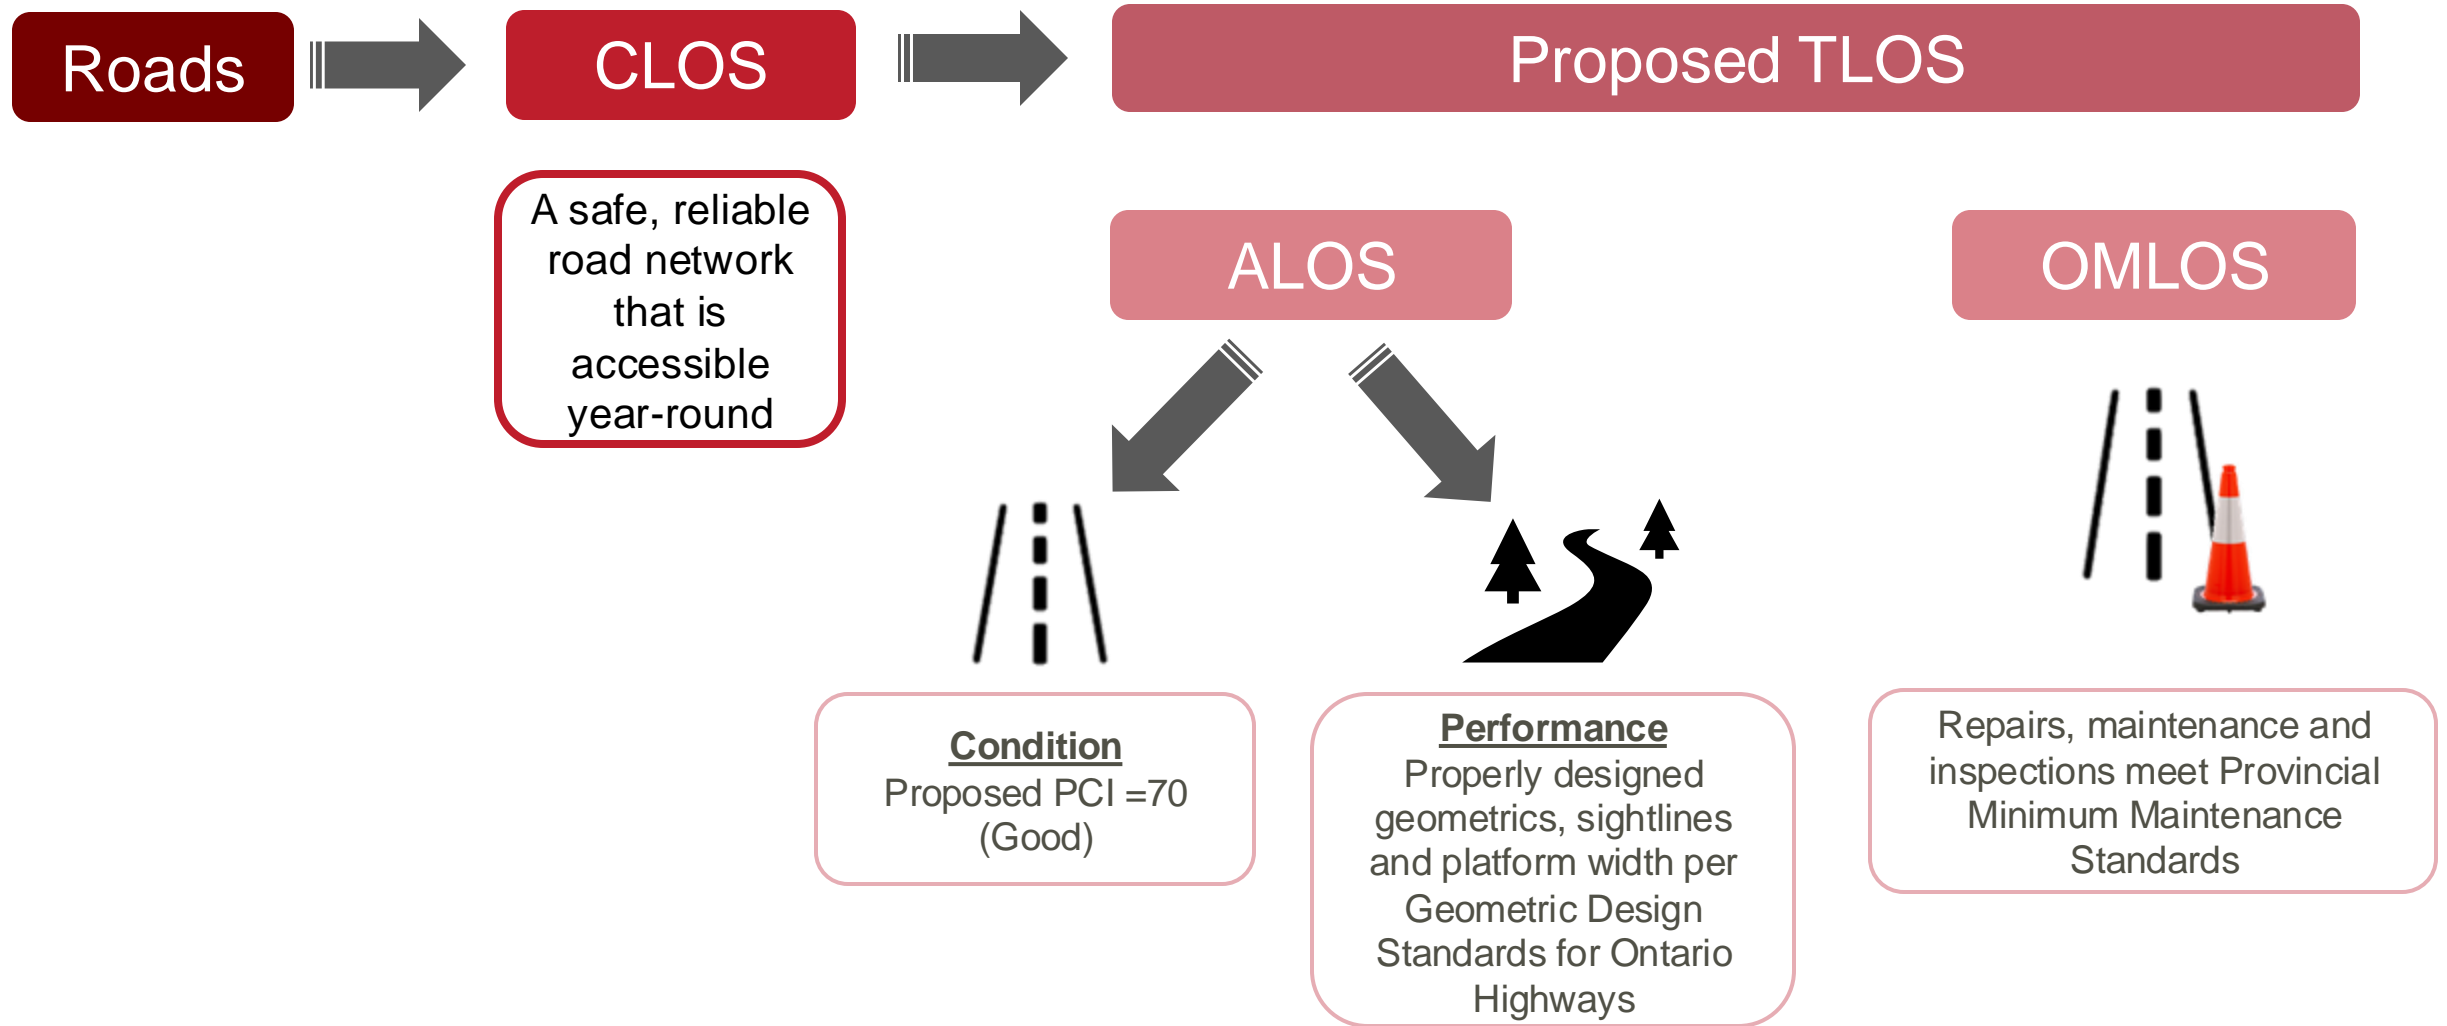 Roads
CLOS
Proposed TLOS
A safe, reliable
road network
that is
accessible
year-round
ALOS
OMLOS
Condition
Proposed PCI =70
(Good)
Performance
Properly designed
geometrics, sightlines
and platform width per
Geometric Design
Standards for Ontario
Highways
Repairs, maintenance and
inspections meet Provincial
Minimum Maintenance
Standards